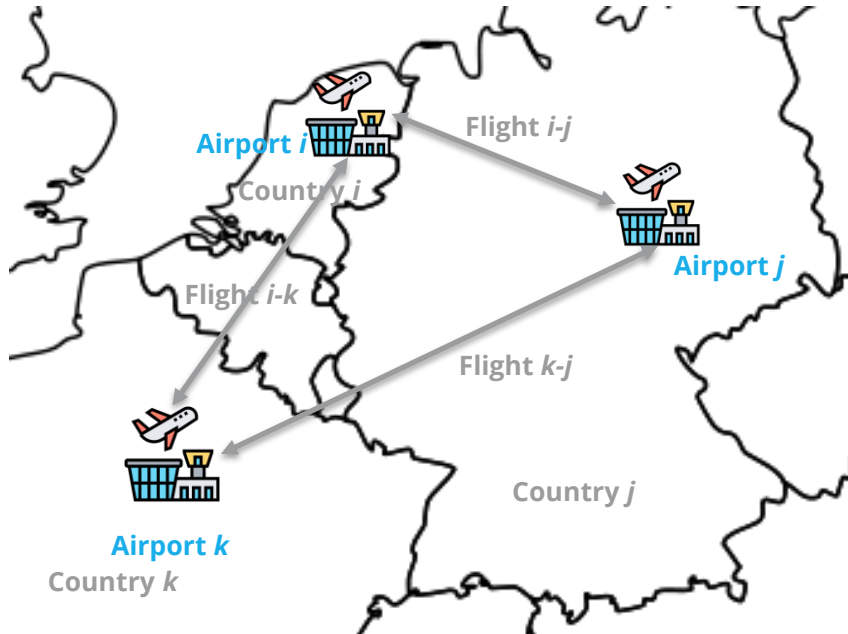 Flight i-j
Airport i
Country i
Airport j
Flight i-k
Flight k-j
Country j
Airport k
Country k